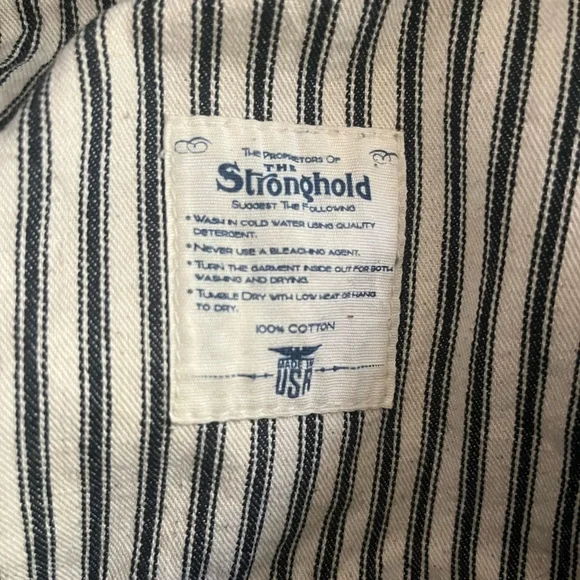 THE PROPRIETORS OF
THE
Stronghold
SUGGEST THE FOLLOWING
• WASH IN COLD WATER USING QUALITY
DETERGENT.
• NEVER USE A BLEACHING AGENT.
• TURN THE GARMENT INSIDE OUT FOR BOTH
WASHING AND DRYING.
• TUMBLE DRY WITH LOW HEAT OR HANG
TO DRY.
100% COTTON
MADE IN
USA